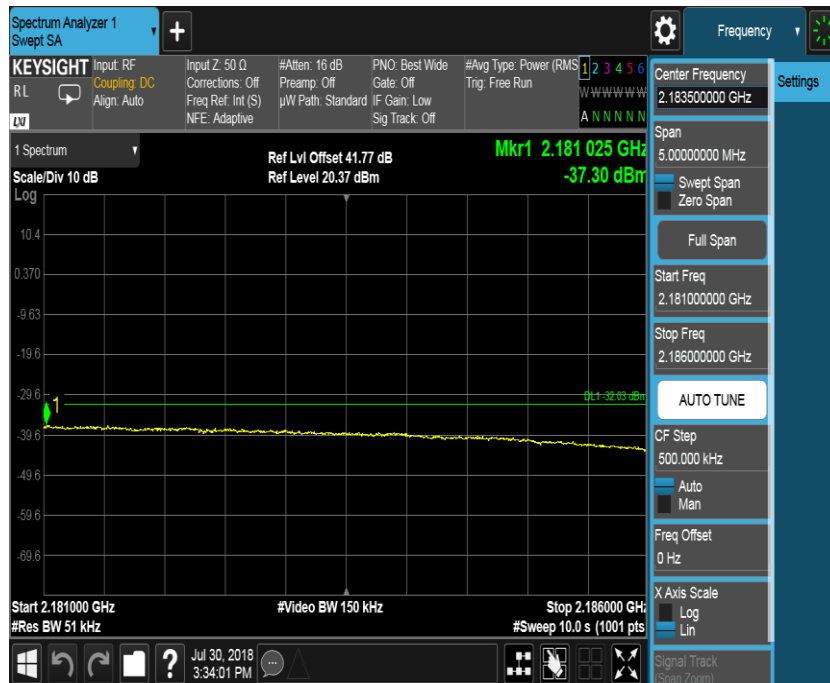 Spectrum Analyzer 1
Swept SA
+
Frequency
KEYSIGHT
RL
LXI
Input: RF
Coupling: DC
Align: Auto
Input Z: 50 Ω
Corrections: Off
Freq Ref: Int (S)
NFE: Adaptive
#Atten: 16 dB
Preamp: Off
µW Path: Standard
PNO: Best Wide
Gate: Off
IF Gain: Low
Sig Track: Off
#Avg Type: Power (RMS
Trig: Free Run
1 2 3 4 5 6
W W W W W W
A N N N N N
1 Spectrum
Scale/Div 10 dB
Ref Lvl Offset 41.77 dB
Ref Level 20.37 dBm
Mkr1 2.181 025 GHz
-37.30 dBm
Log
10.4
0.370
-9.63
-19.6
-29.6
-39.6
-49.6
-59.6
-69.6
1
DL1 -32.03 dBm
Start 2.181000 GHz
#Res BW 51 kHz
#Video BW 150 kHz
Stop 2.186000 GHz
#Sweep 10.0 s (1001 pts
Jul 30, 2018
3:34:01 PM
?
Center Frequency
2.183500000 GHz
Settings
Span
5.00000000 MHz
Swept Span
Zero Span
Full Span
Start Freq
2.181000000 GHz
Stop Freq
2.186000000 GHz
AUTO TUNE
CF Step
500.000 kHz
Auto
Man
Freq Offset
0 Hz
X Axis Scale
Log
Lin
Signal Track
(Span Zoom)